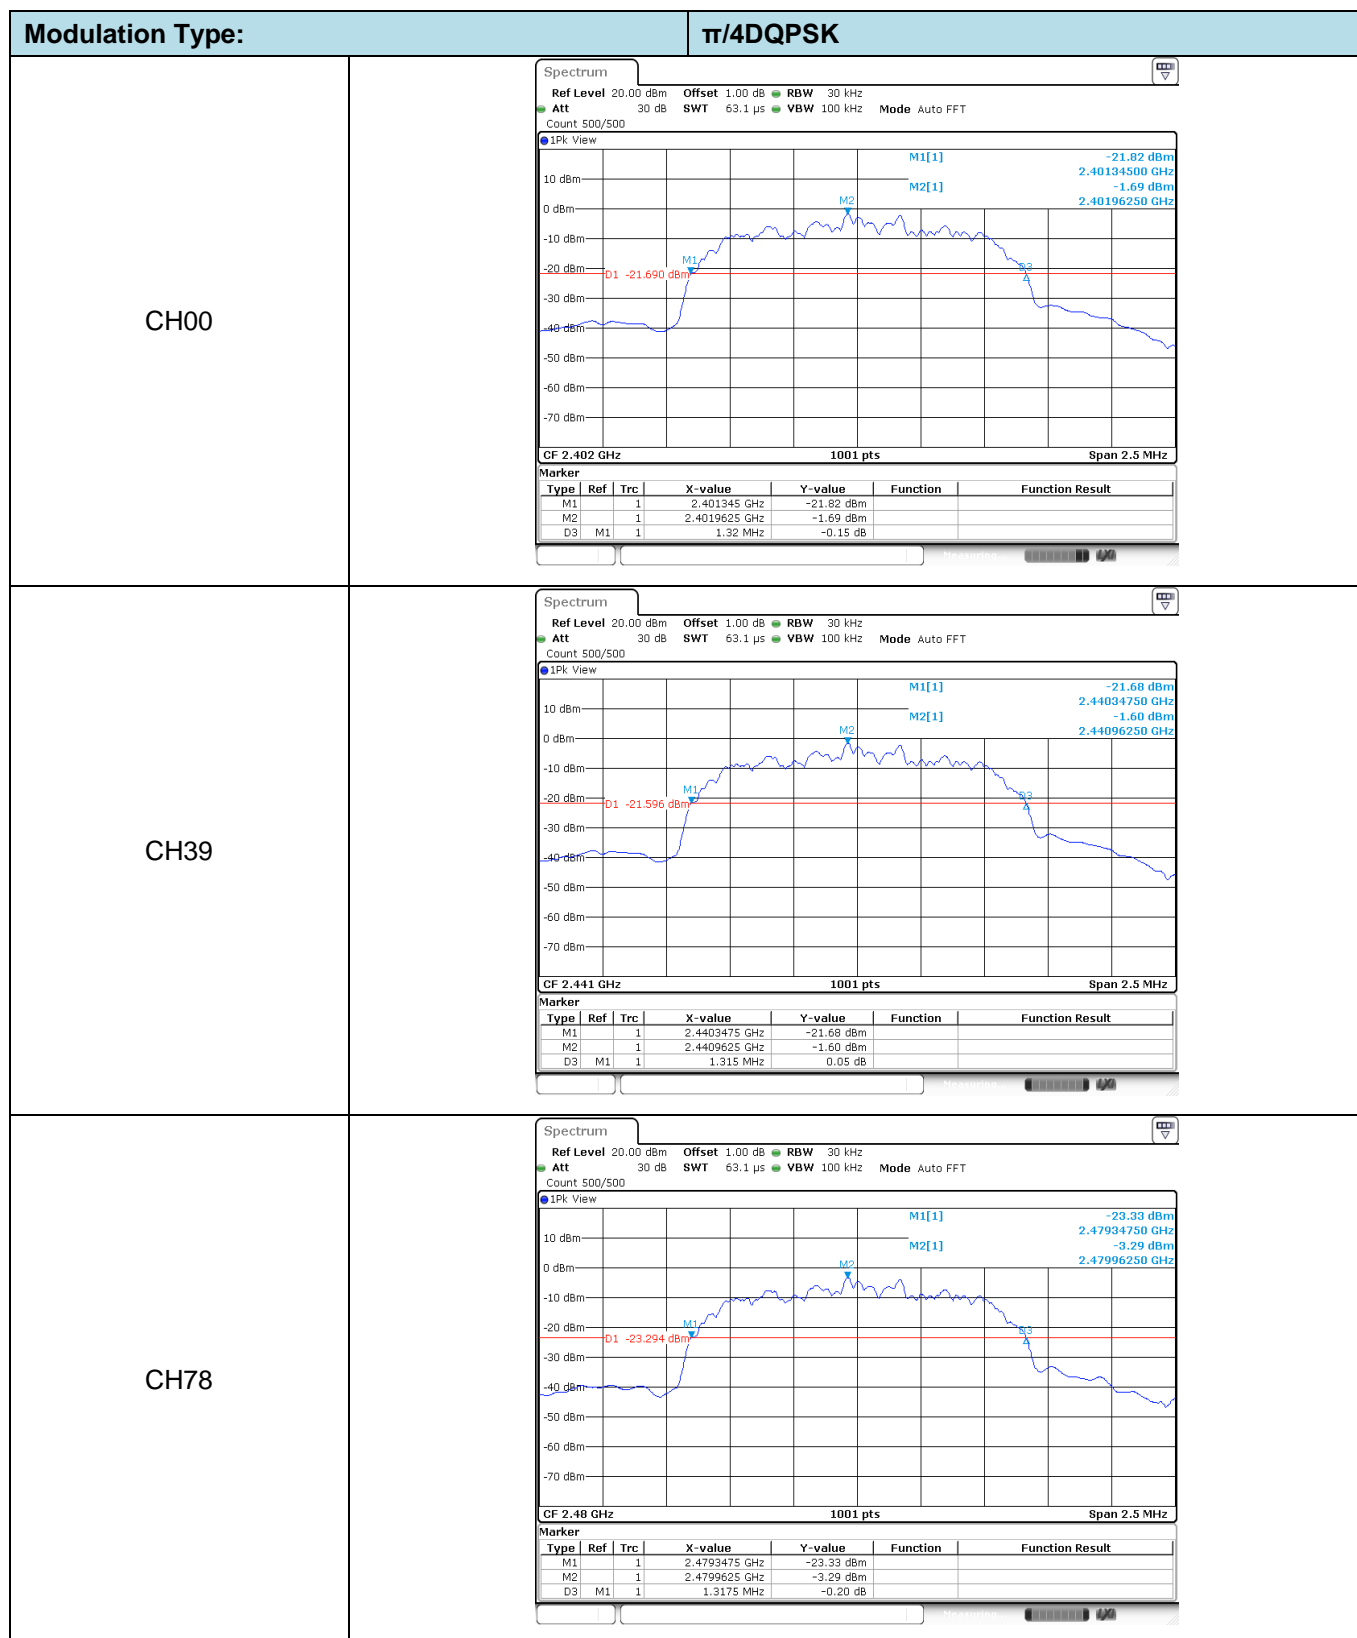 Modulation Type: π/4DQPSK
CH00
Spectrum
Ref Level 20.00 dBm Offset 1.00 dB RBW 30 kHz
Att 30 dB SWT 63.1 µs VBW 100 kHz Mode Auto FFT
Count 500/500
1Pk View
M1[1] -21.82 dBm
2.40134500 GHz
10 dBm
M2[1] -1.69 dBm
2.40196250 GHz
M2
0 dBm
-10 dBm
M1
-20 dBm
D3
D1 -21.690 dBm
-30 dBm
-40 dBm
-50 dBm
-60 dBm
-70 dBm
CF 2.402 GHz 1001 pts Span 2.5 MHz
Marker
Type Ref Trc X-value Y-value Function Function Result
M1 1 2.401345 GHz -21.82 dBm
M2 1 2.4019625 GHz -1.69 dBm
D3 M1 1 1.32 MHz -0.15 dB
Measuring...
CH39
Spectrum
Ref Level 20.00 dBm Offset 1.00 dB RBW 30 kHz
Att 30 dB SWT 63.1 µs VBW 100 kHz Mode Auto FFT
Count 500/500
1Pk View
M1[1] -21.68 dBm
2.44034750 GHz
10 dBm
M2[1] -1.60 dBm
2.44096250 GHz
M2
0 dBm
-10 dBm
M1
-20 dBm
D3
D1 -21.596 dBm
-30 dBm
-40 dBm
-50 dBm
-60 dBm
-70 dBm
CF 2.441 GHz 1001 pts Span 2.5 MHz
Marker
Type Ref Trc X-value Y-value Function Function Result
M1 1 2.4403475 GHz -21.68 dBm
M2 1 2.4409625 GHz -1.60 dBm
D3 M1 1 1.315 MHz 0.05 dB
Measuring...
CH78
Spectrum
Ref Level 20.00 dBm Offset 1.00 dB RBW 30 kHz
Att 30 dB SWT 63.1 µs VBW 100 kHz Mode Auto FFT
Count 500/500
1Pk View
M1[1] -23.33 dBm
2.47934750 GHz
10 dBm
M2[1] -3.29 dBm
2.47996250 GHz
M2
0 dBm
-10 dBm
M1
-20 dBm
D3
D1 -23.294 dBm
-30 dBm
-40 dBm
-50 dBm
-60 dBm
-70 dBm
CF 2.48 GHz 1001 pts Span 2.5 MHz
Marker
Type Ref Trc X-value Y-value Function Function Result
M1 1 2.4793475 GHz -23.33 dBm
M2 1 2.4799625 GHz -3.29 dBm
D3 M1 1 1.3175 MHz -0.20 dB
Measuring...